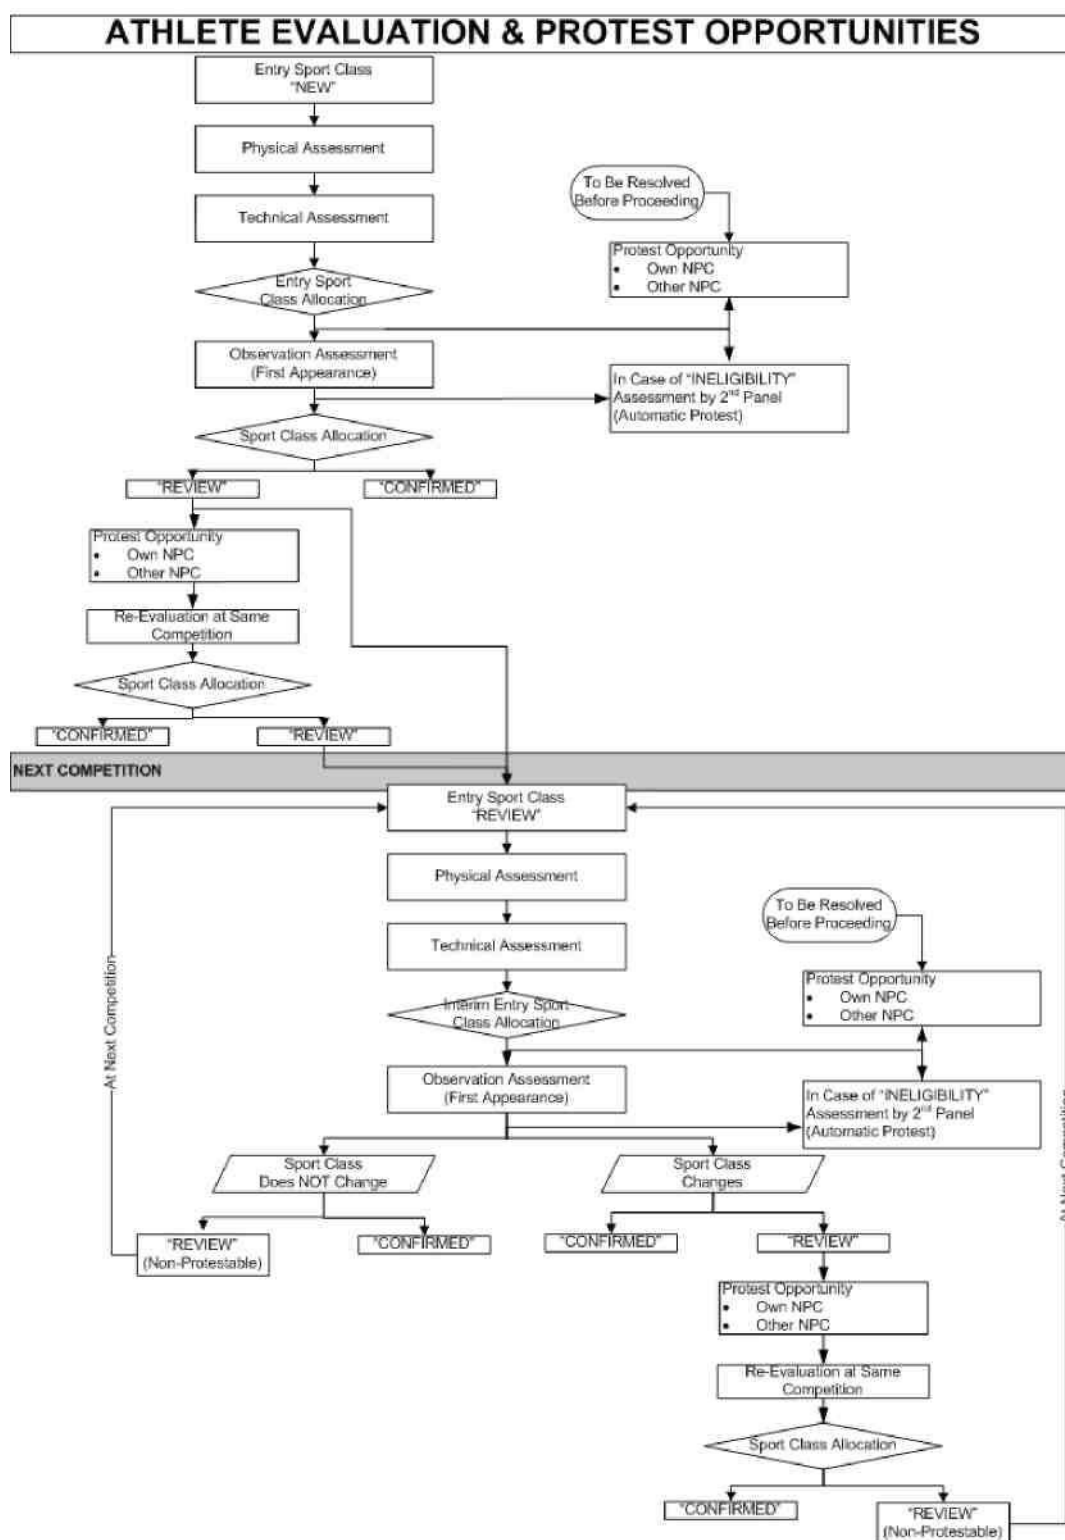 ATHLETE EVALUATION & PROTEST OPPORTUNITIES
Entry Sport Class
"NEW"
Physical Assessment
Technical Assessment
To Be Resolved
Before Proceeding
Protest Opportunity
• Own NPC
• Other NPC
Entry Sport
Class Allocation
Observation Assessment
(First Appearance)
In Case of "INELIGIBILITY"
Assessment by 2nd Panel
(Automatic Protest)
Sport Class Allocation
"REVIEW"
"CONFIRMED"
Protest Opportunity
• Own NPC
• Other NPC
Re-Evaluation at Same
Competition
Sport Class Allocation
"CONFIRMED"
"REVIEW"
NEXT COMPETITION
Entry Sport Class
"REVIEW"
Physical Assessment
Technical Assessment
To Be Resolved
Before Proceeding
Protest Opportunity
• Own NPC
• Other NPC
Interim Entry Sport
Class Allocation
At Next Competition
Observation Assessment
(First Appearance)
In Case of "INELIGIBILITY"
Assessment by 2nd Panel
(Automatic Protest)
At Next Competition
Sport Class
Does NOT Change
Sport Class
Changes
"REVIEW"
(Non-Protestable)
"CONFIRMED"
"CONFIRMED"
"REVIEW"
Protest Opportunity
• Own NPC
• Other NPC
Re-Evaluation at Same
Competition
Sport Class Allocation
"CONFIRMED"
"REVIEW"
(Non-Protestable)